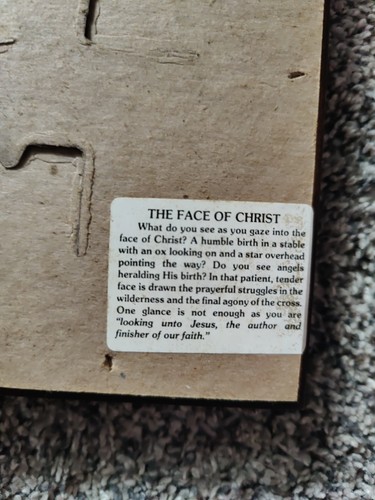 THE FACE OF CHRIST
What do you see as you gaze into the
face of Christ? A humble birth in a stable
with an ox looking on and a star overhead
pointing the way? Do you see angels
heralding His birth? In that patient, tender
face is drawn the prayerful struggles in the
wilderness and the final agony of the cross.
One glance is not enough as you are
"looking unto Jesus, the author and
finisher of our faith."